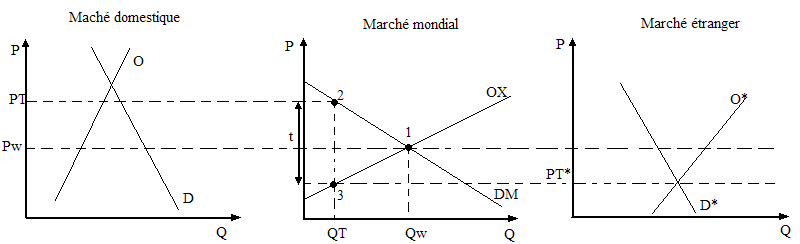 Maché domestique
P
O
PT
Pw
D
Q
Marché mondial
P
2
OX
t
1
3
DM
QT
Qw
Q
Marché étranger
P
O*
PT*
D*
Q